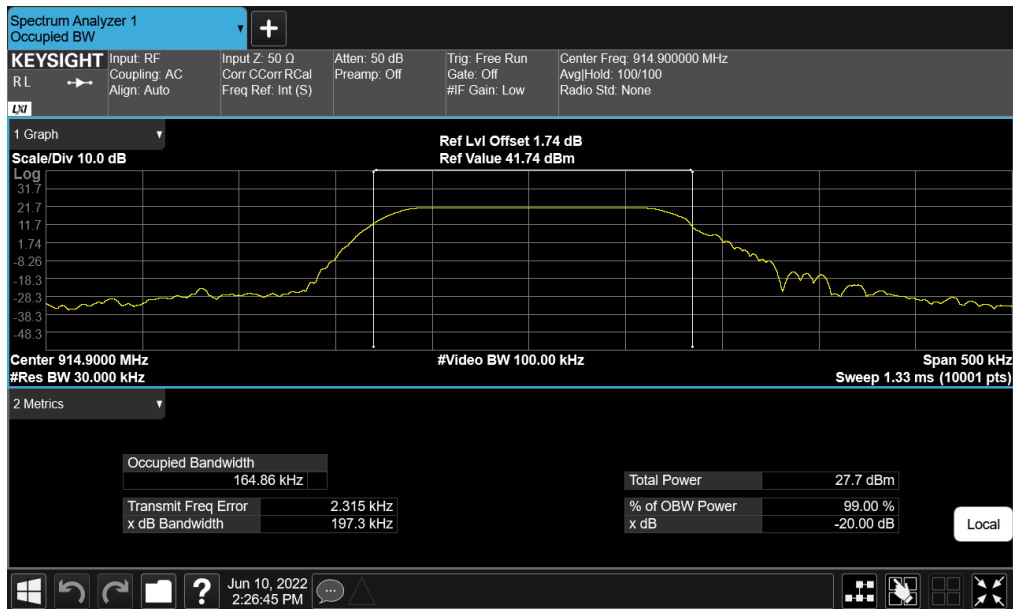 Spectrum Analyzer 1
Occupied BW
+
KEYSIGHT
R L
LXI
Input: RF
Coupling: AC
Align: Auto
Input Z: 50 Ω
Corr CCorr RCal
Freq Ref: Int (S)
Atten: 50 dB
Preamp: Off
Trig: Free Run
Gate: Off
#IF Gain: Low
Center Freq: 914.900000 MHz
Avg|Hold: 100/100
Radio Std: None
1 Graph
Scale/Div 10.0 dB
Ref Lvl Offset 1.74 dB
Ref Value 41.74 dBm
Log
31.7
21.7
11.7
1.74
-8.26
-18.3
-28.3
-38.3
-48.3
Center 914.9000 MHz
#Video BW 100.00 kHz
Span 500 kHz
#Res BW 30.000 kHz
Sweep 1.33 ms (10001 pts)
2 Metrics
Occupied Bandwidth
164.86 kHz
Total Power 27.7 dBm
Transmit Freq Error 2.315 kHz
% of OBW Power 99.00 %
x dB Bandwidth 197.3 kHz
x dB -20.00 dB
Local
?
Jun 10, 2022
2:26:45 PM